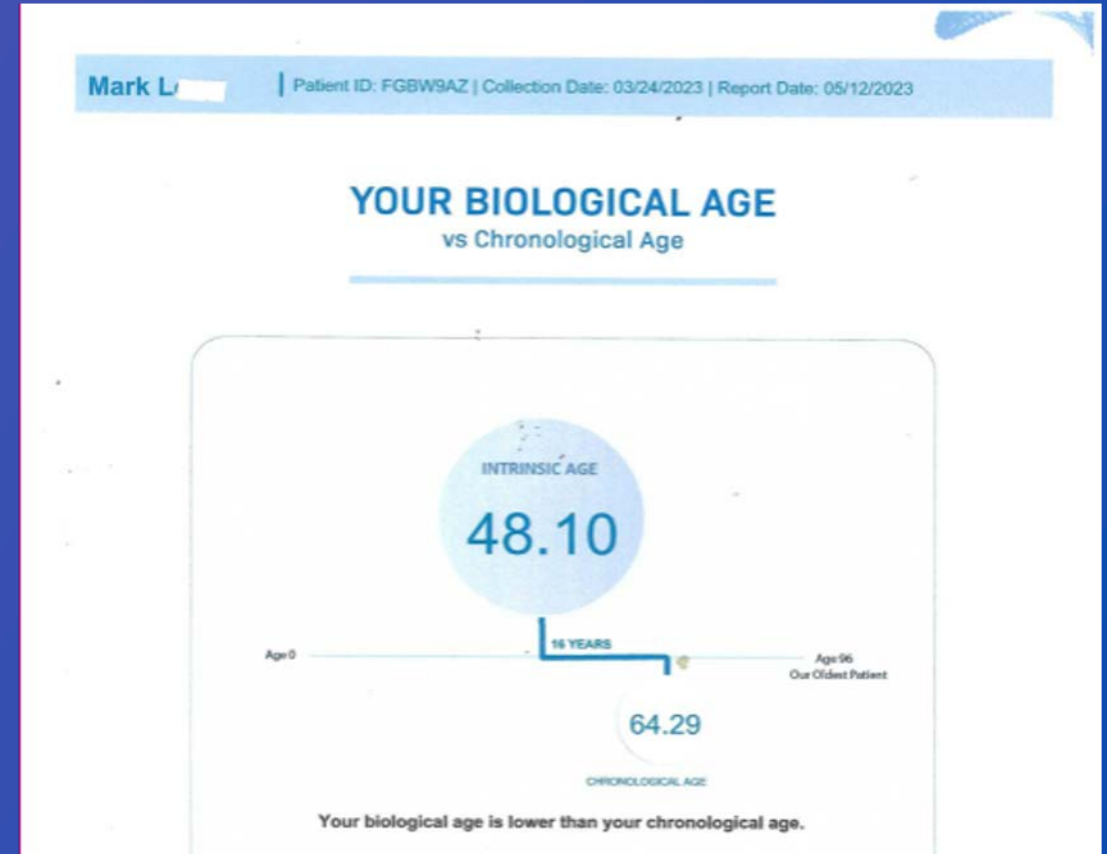 Mark L
Patient ID: FGBW9AZ | Collection Date: 03/24/2023 | Report Date: 05/12/2023
YOUR BIOLOGICAL AGE
vs Chronological Age
INTRINSIC AGE
48.10
16 YEARS
Age 0
Age 96
Our Oldest Patient
64.29
CHRONOLOGICAL AGE
Your biological age is lower than your chronological age.